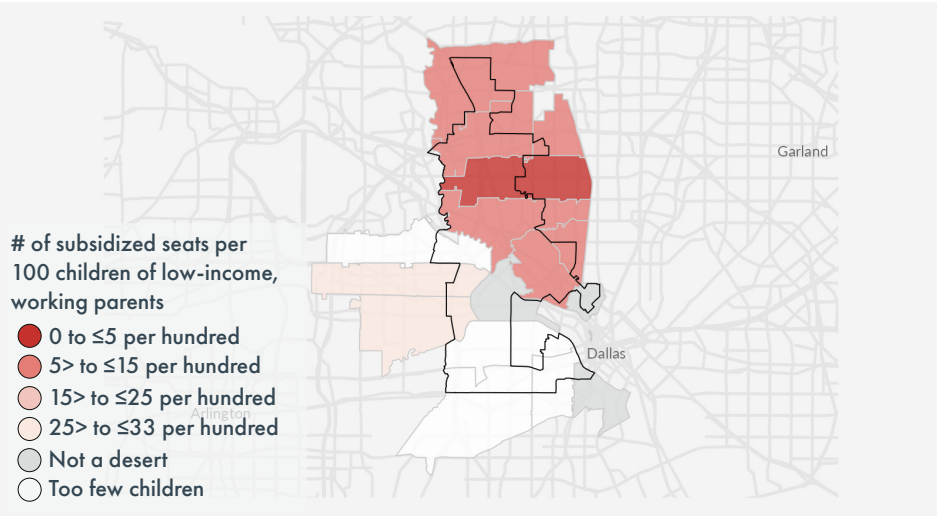 Garland
# of subsidized seats per
100 children of low-income,
working parents
0 to ≤5 per hundred
5> to ≤15 per hundred
Dallas
15> to ≤25 per hundred
Arlington
25> to ≤33 per hundred
Not a desert
Too few children